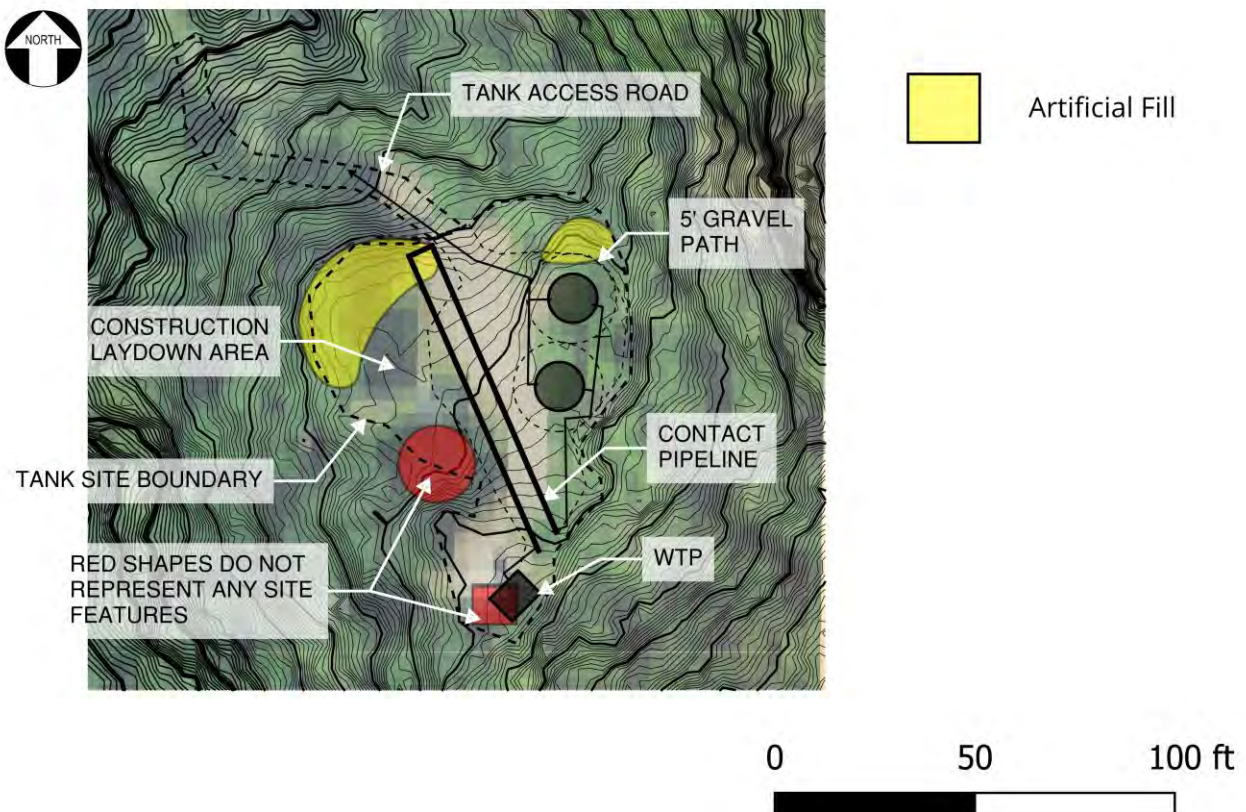 NORTH
TANK ACCESS ROAD
Artificial Fill
5' GRAVEL
PATH
CONSTRUCTION
LAYDOWN AREA
CONTACT
PIPELINE
TANK SITE BOUNDARY
RED SHAPES DO NOT
REPRESENT ANY SITE
FEATURES
WTP
0 50 100 ft